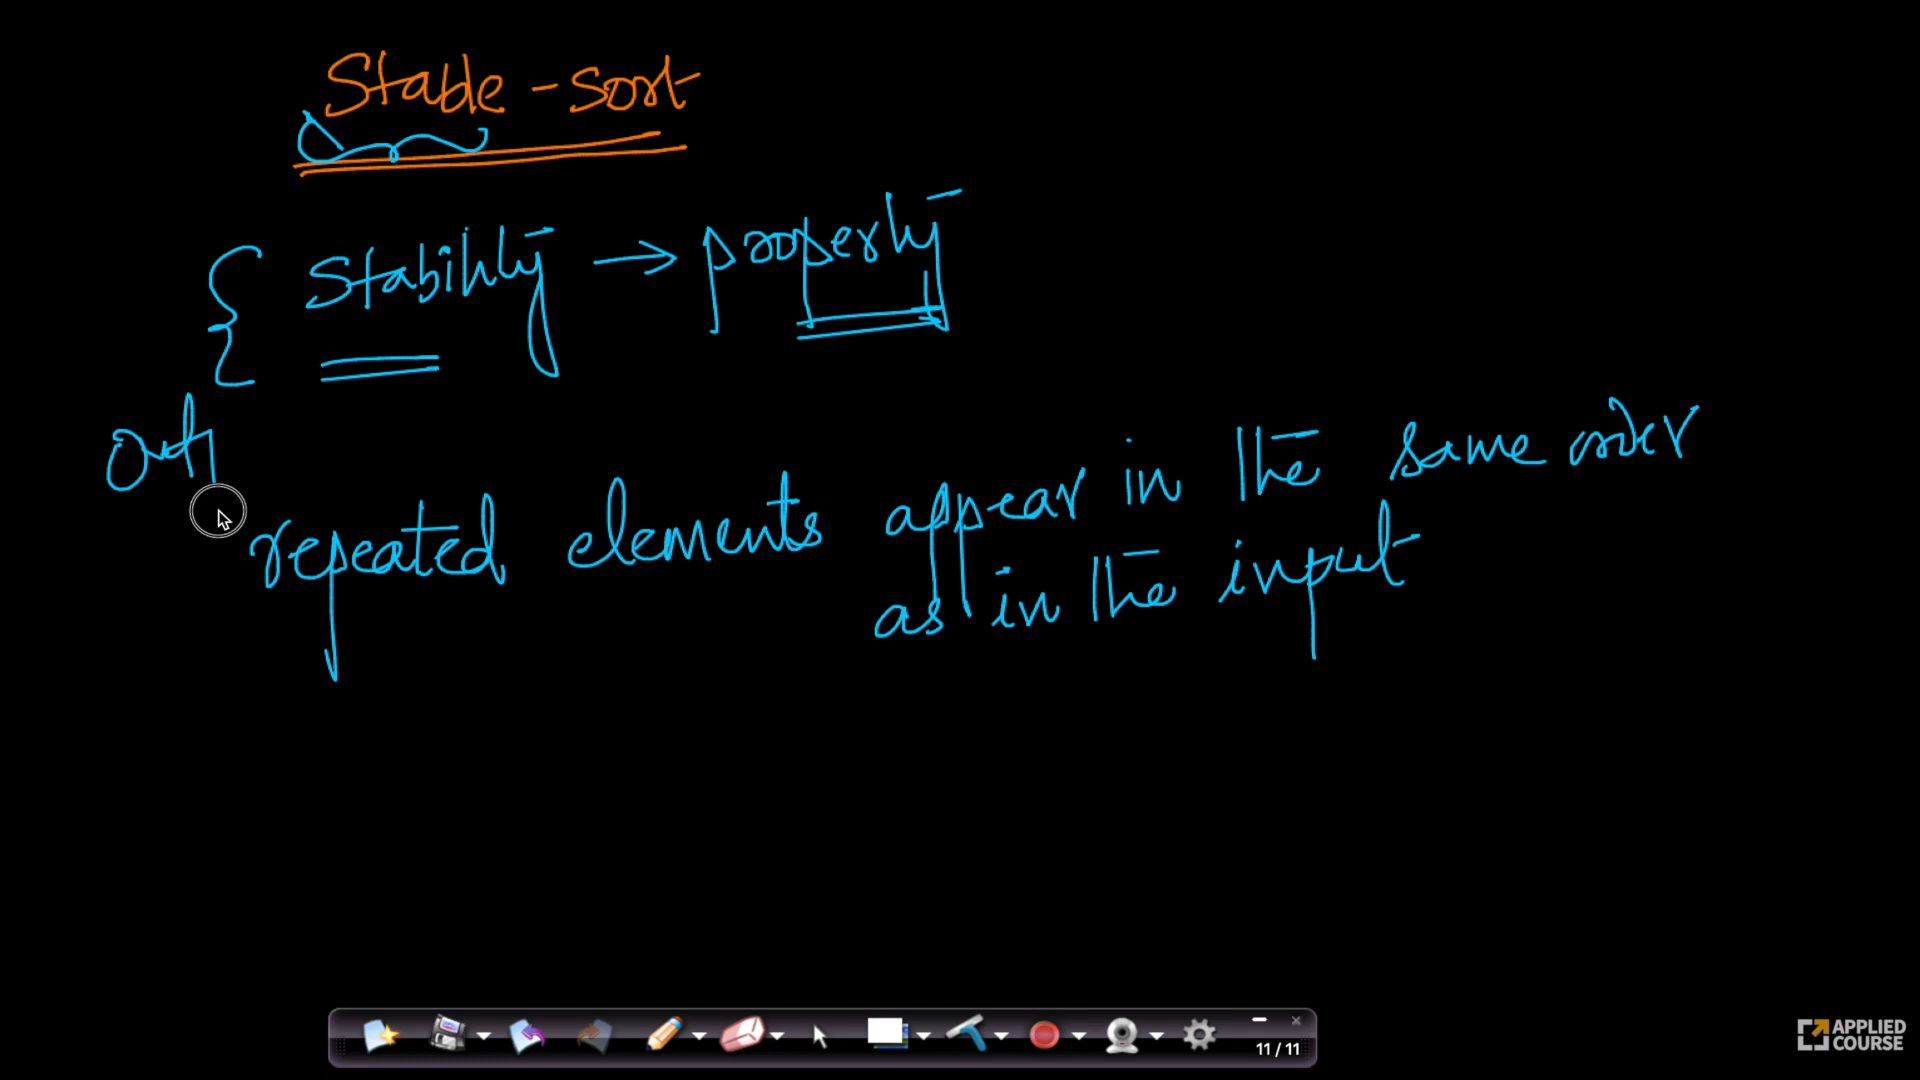 Stable - Sort
{ Stability → property
repeated elements appear in the same order
as in the input
11 / 11
APPLIED
COURSE